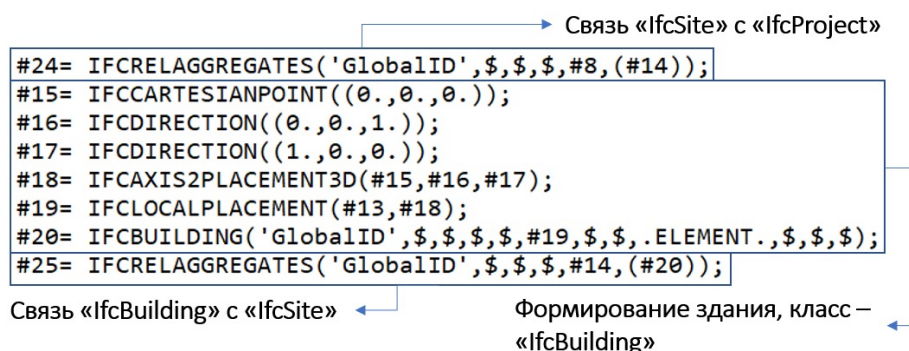 Связь «IfcSite» с «IfcProject»
#24= IFCRELAGGREGATES('GlobalID',$,$,$,#8,(#14));
#15= IFCCARTESIANPOINT((0.,0.,0.));
#16= IFCDIRECTION((0.,0.,1.));
#17= IFCDIRECTION((1.,0.,0.));
#18= IFCAXIS2PLACEMENT3D(#15,#16,#17);
#19= IFCLOCALPLACEMENT(#13,#18);
#20= IFCBUILDING('GlobalID',$,$,$,$,#19,$,$,.ELEMENT.,$,$,$);
#25= IFCRELAGGREGATES('GlobalID',$,$,$,#14,(#20));
Связь «IfcBuilding» с «IfcSite»
Формирование здания, класс –
«IfcBuilding»